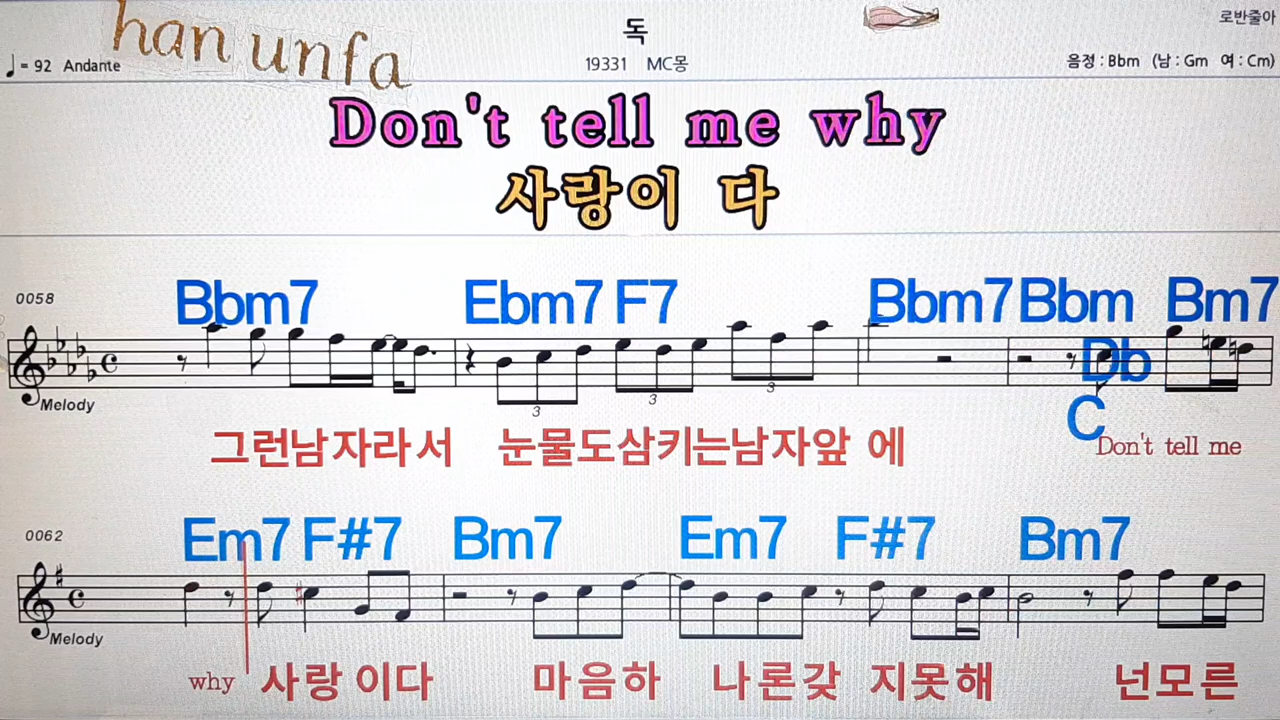 han unfa
독
로반줄아
♩= 92 Andante
19331 MC몽
음정 : Bbm (남 : Gm 여 : Cm)
Don't tell me why
사랑이 다
0058
Bbm7 Ebm7 F7 Bbm7 Bbm Bm7
Db
C
Melody
그런남자라서 눈물도삼키는남자앞 에 Don't tell me
0062
Em7 F#7 Bm7 Em7 F#7 Bm7
Melody
why 사랑 이다 마음하 나론갖 지못해 넌모른